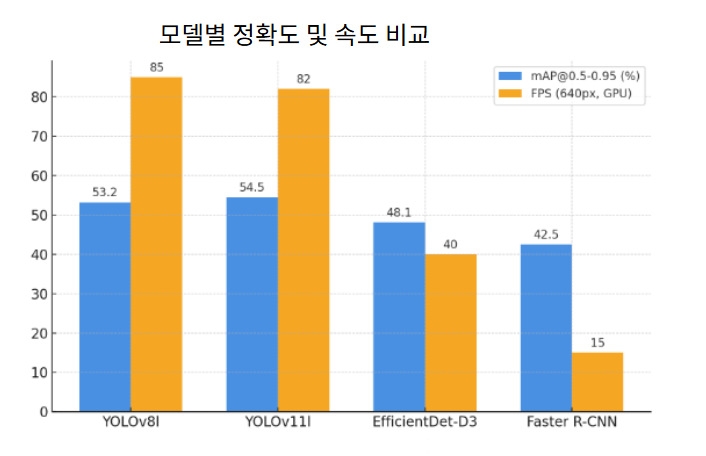 모델별 정확도 및 속도 비교
mAP@0.5-0.95 (%)
FPS (640px, GPU)
85
82
53.2
54.5
48.1
40
42.5
15
80
70
60
50
40
30
20
10
0
YOLOv8l
YOLOv11l
EfficientDet-D3
Faster R-CNN